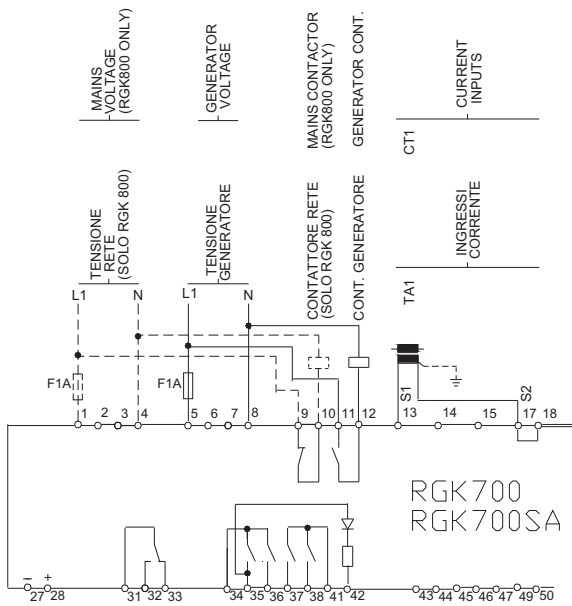 MAINS
VOLTAGE
(RGK800 ONLY)
GENERATOR
VOLTAGE
MAINS CONTACTOR
(RGK800 ONLY)
GENERATOR CONT.
CT1
CURRENT
INPUTS
TENSIONE
RETE
(SOLO RGK 800)
TENSIONE
GENERATORE
CONTATTORE RETE
(SOLO RGK 800)
CONT. GENERATORE
TA1
INGRESSI
CORRENTE
L1 N L1 N
F1A F1A S1 S2
1 2 3 4 5 6 7 8 9 10 11 12 13 14 15 17 18
RGK700
RGK700SA
– +
27 28 31 32 33 34 35 36 37 38 41 42 43 44 45 46 47 49 50